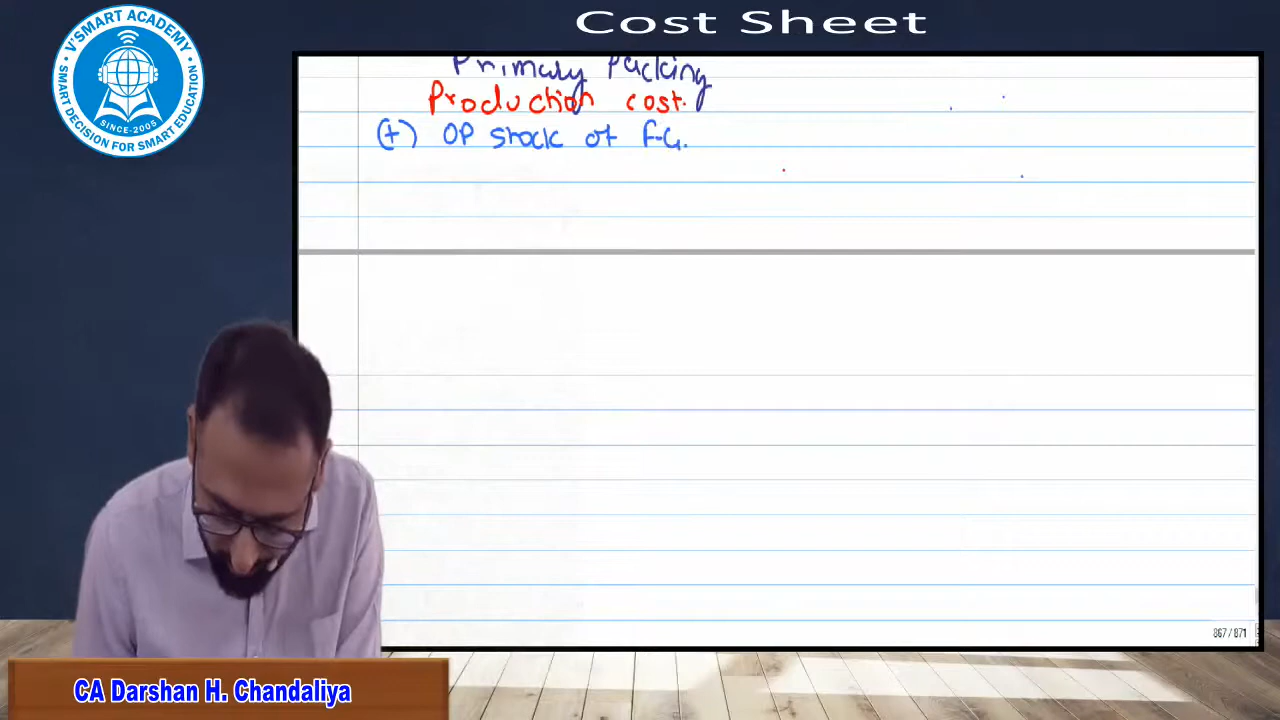 Cost Sheet
V'SMART ACADEMY
SMART DECISION FOR SMART EDUCATION
SINCE-2005
Primary Packing
Production cost.
(+) OP stock of F.G.
867 / 871
CA Darshan H. Chandaliya